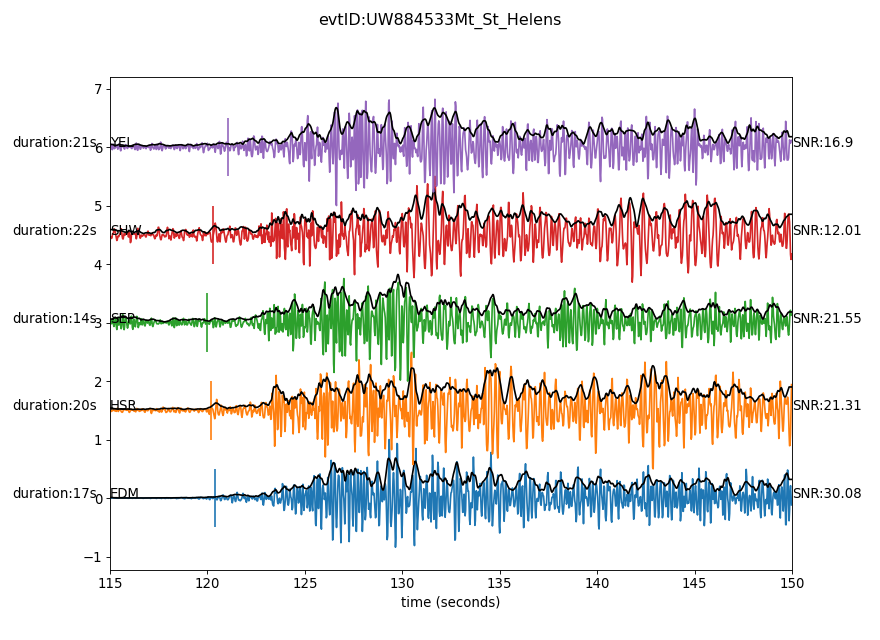 evtID:UW884533Mt_St_Helens
7
duration:21s YEL SNR:16.9
6
5
duration:22s SHW SNR:12.01
4
duration:14s SEP SNR:21.55
3
2
duration:20s HSR SNR:21.31
1
duration:17s EDM SNR:30.08
0
−1
115 120 125 130 135 140 145 150
time (seconds)